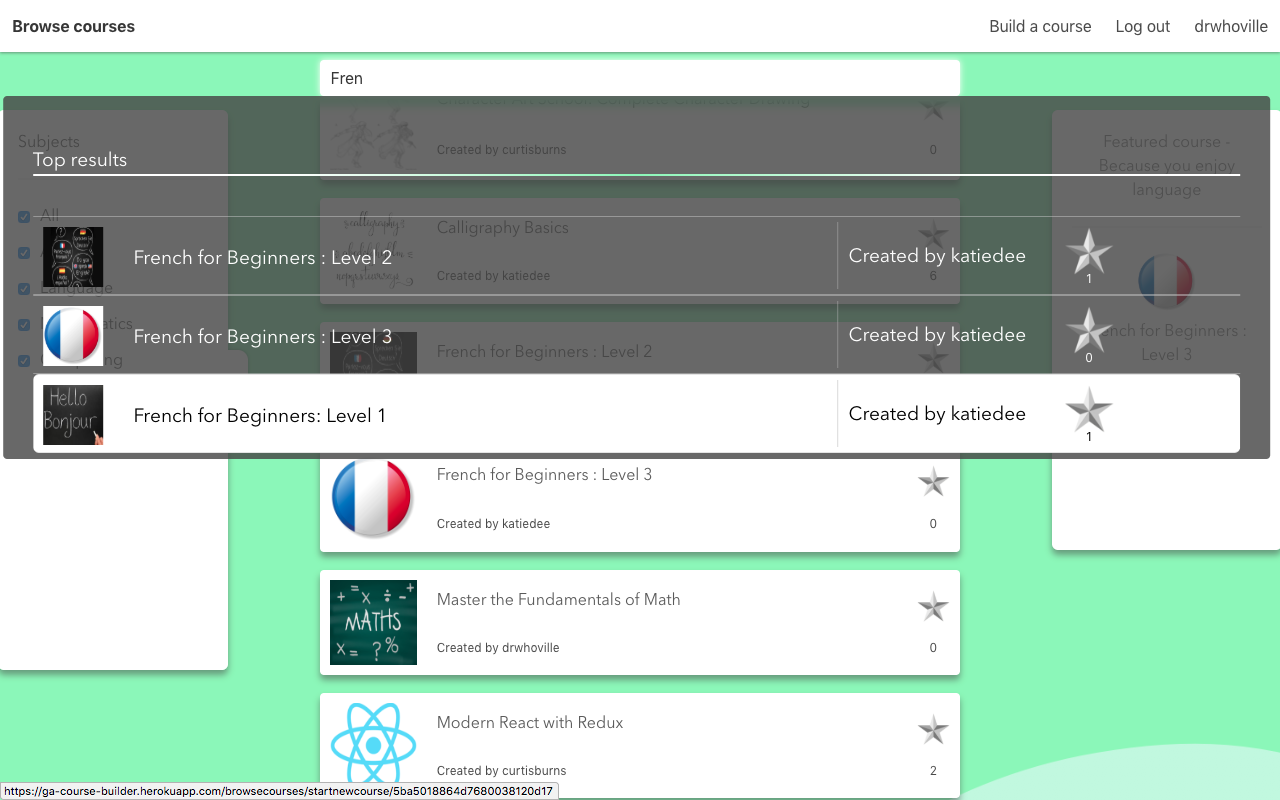 Browse courses
Build a course
Log out
drwhoville
Fren
Character Art School: Complete Character Drawing
Created by curtisburns
0
Subjects
All
Language
Top results
Featured course -
Because you enjoy
language
Calligraphy Basics
Created by katiedee
6
French for Beginners : Level 2
Created by katiedee
1
French for Beginners : Level 3
Created by katiedee
0
Hello
Bonjour
French for Beginners: Level 1
Created by katiedee
1
French for Beginners : Level 2
French for Beginners :
Level 3
French for Beginners : Level 3
Created by katiedee
0
+ = x ÷ - +
MATHS
x = ? %
Master the Fundamentals of Math
Created by drwhoville
0
Modern React with Redux
Created by curtisburns
2
https://ga-course-builder.herokuapp.com/browsecourses/startnewcourse/5ba5018864d7680038120d17